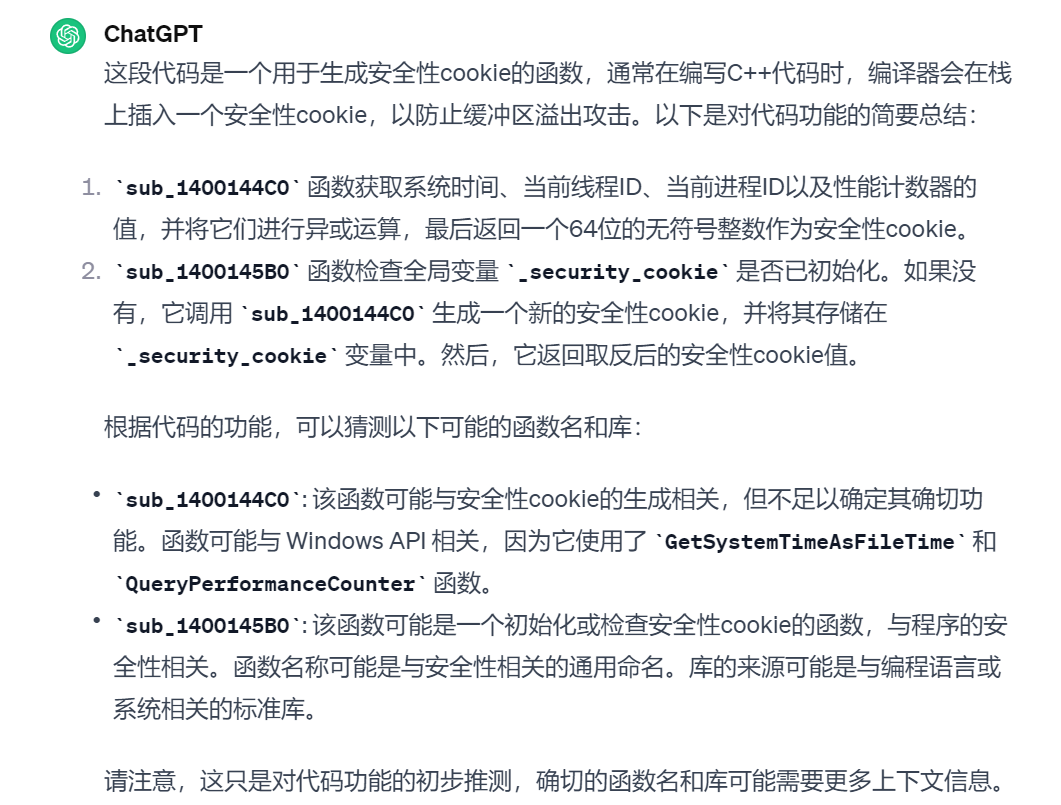 ChatGPT
这段代码是一个用于生成安全性cookie的函数，通常在编写C++代码时，编译器会在栈
上插入一个安全性cookie，以防止缓冲区溢出攻击。以下是对代码功能的简要总结：
1. `sub_1400144C0` 函数获取系统时间、当前线程ID、当前进程ID以及性能计数器的
值，并将它们进行异或运算，最后返回一个64位的无符号整数作为安全性cookie。
2. `sub_1400145B0` 函数检查全局变量 `_security_cookie` 是否已初始化。如果没
有，它调用 `sub_1400144C0` 生成一个新的安全性cookie，并将其存储在
`_security_cookie` 变量中。然后，它返回取反后的安全性cookie值。
根据代码的功能，可以猜测以下可能的函数名和库：
• `sub_1400144C0`：该函数可能与安全性cookie的生成相关，但不足以确定其确切功
能。函数可能与 Windows API 相关，因为它使用了 `GetSystemTimeAsFileTime` 和
`QueryPerformanceCounter` 函数。
• `sub_1400145B0`：该函数可能是一个初始化或检查安全性cookie的函数，与程序的安
全性相关。函数名称可能是与安全性相关的通用命名。库的来源可能是与编程语言或
系统相关的标准库。
请注意，这只是对代码功能的初步推测，确切的函数名和库可能需要更多上下文信息。